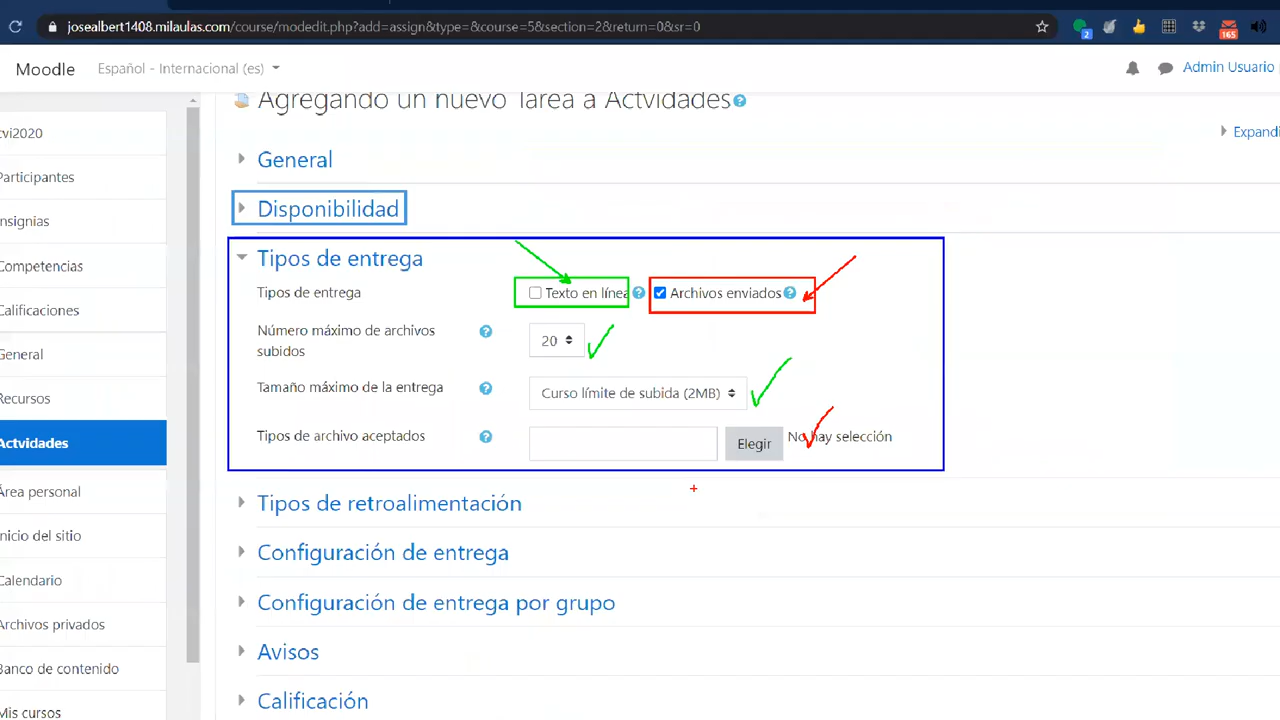 josealbert1408.milaulas.com/course/modedit.php?add=assign&type=&course=5&section=2&return=0&sr=0
2
165
Moodle
Español - Internacional (es)
Admin Usuario
Agregando un nuevo Tarea a Actvidades
Expandi
cvi2020
Participantes
Insignias
Competencias
Calificaciones
General
Recursos
Actvidades
Área personal
Inicio del sitio
Calendario
Archivos privados
Banco de contenido
Mis cursos
General
Disponibilidad
Tipos de entrega
Tipos de entrega
Texto en línea
Archivos enviados
Número máximo de archivos
subidos
20
Tamaño máximo de la entrega
Curso límite de subida (2MB)
Tipos de archivo aceptados
Elegir
No hay selección
Tipos de retroalimentación
Configuración de entrega
Configuración de entrega por grupo
Avisos
Calificación